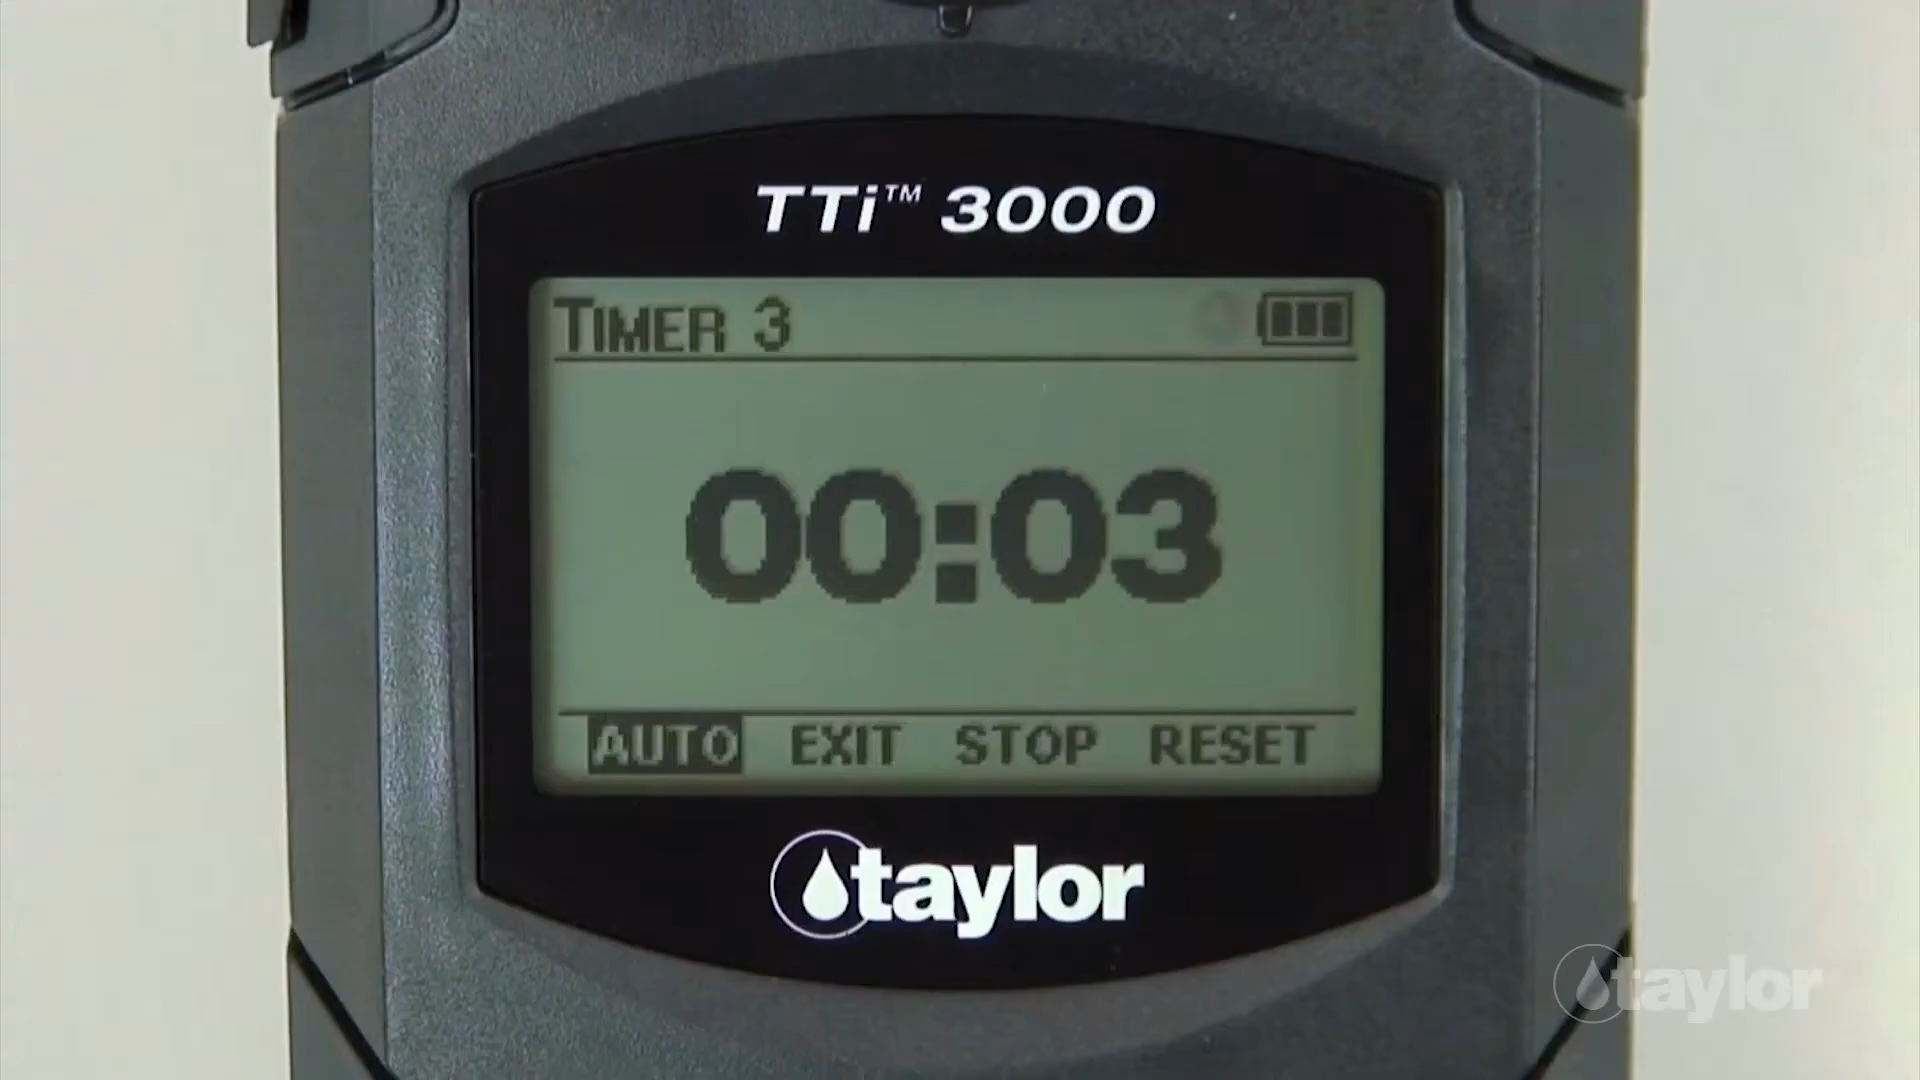 TTi™ 3000
TIMER 3
00:03
AUTO EXIT STOP RESET
taylor
taylor